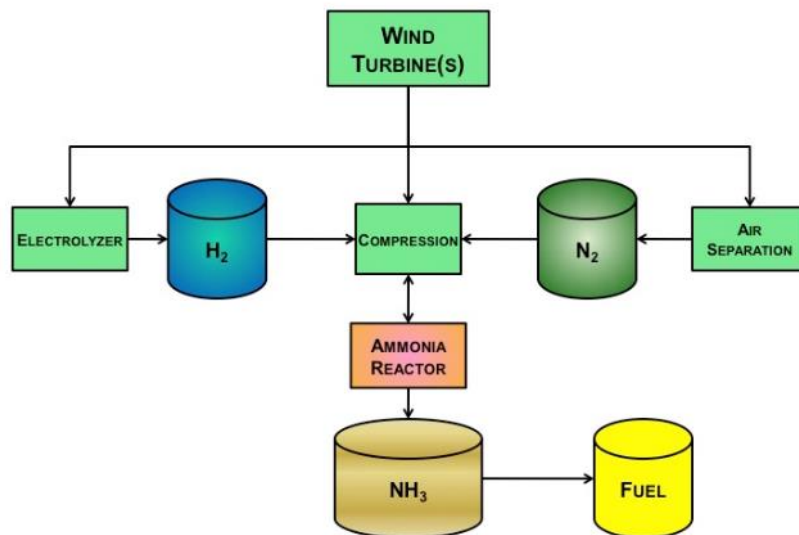 WIND
TURBINE(S)
ELECTROLYZER
H₂
COMPRESSION
N₂
AIR
SEPARATION
AMMONIA
REACTOR
NH₃
FUEL